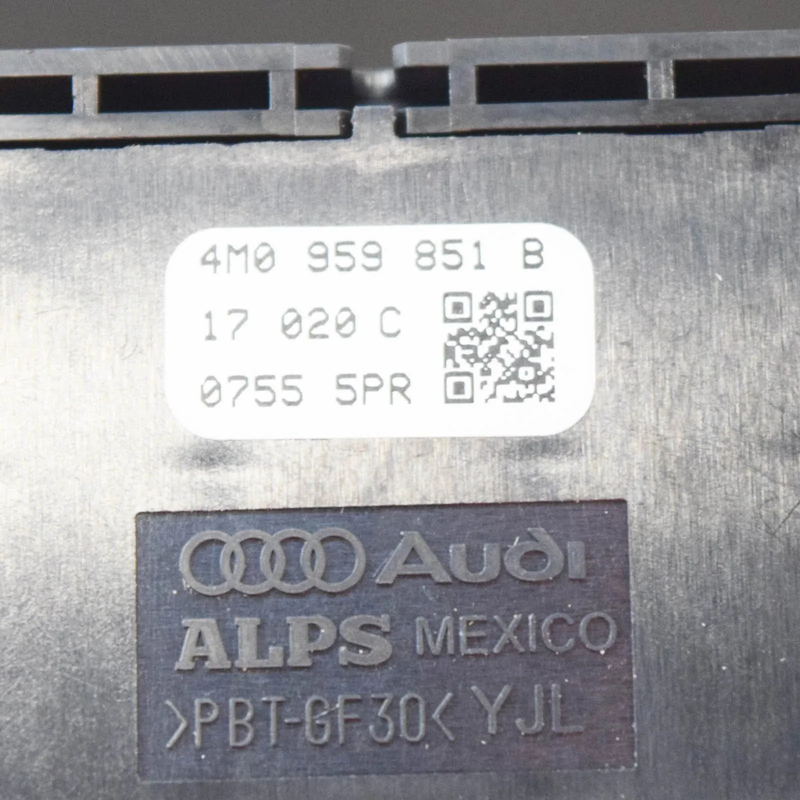 4M0 959 851 B
17 020 C
0755 5PR
Audi
ALPS MEXICO
>PBT-GF30< YJL